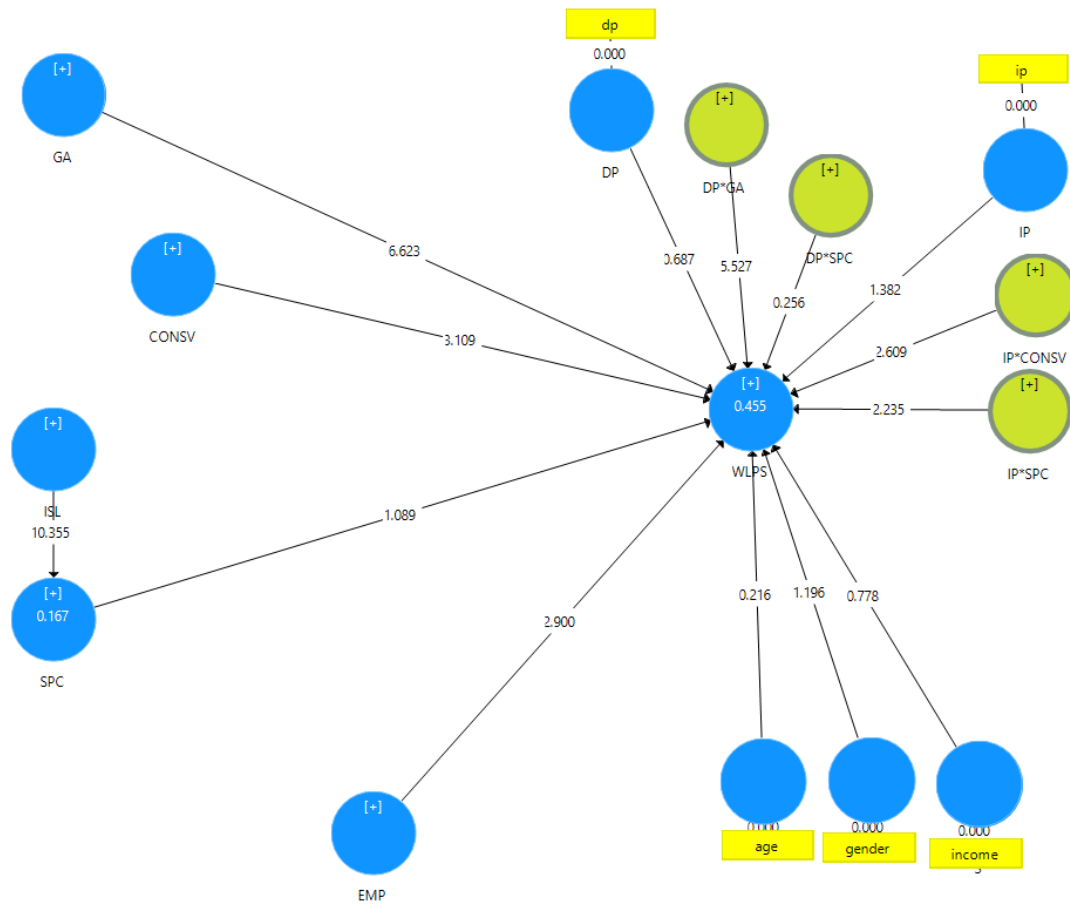 dp
0.000
[+]
GA
DP
[+]
DP*GA
[+]
DP*SPC
ip
0.000
IP
[+]
CONSV
6.623
0.687
5.527
0.256
1.382
[+]
IP*CONSV
3.109
2.609
[+]
0.455
WLPS
2.235
[+]
IP*SPC
[+]
ISL
10.355
1.089
[+]
0.167
SPC
2.900
0.216
1.196
0.778
[+]
EMP
0.000
age
0.000
gender
0.000
income